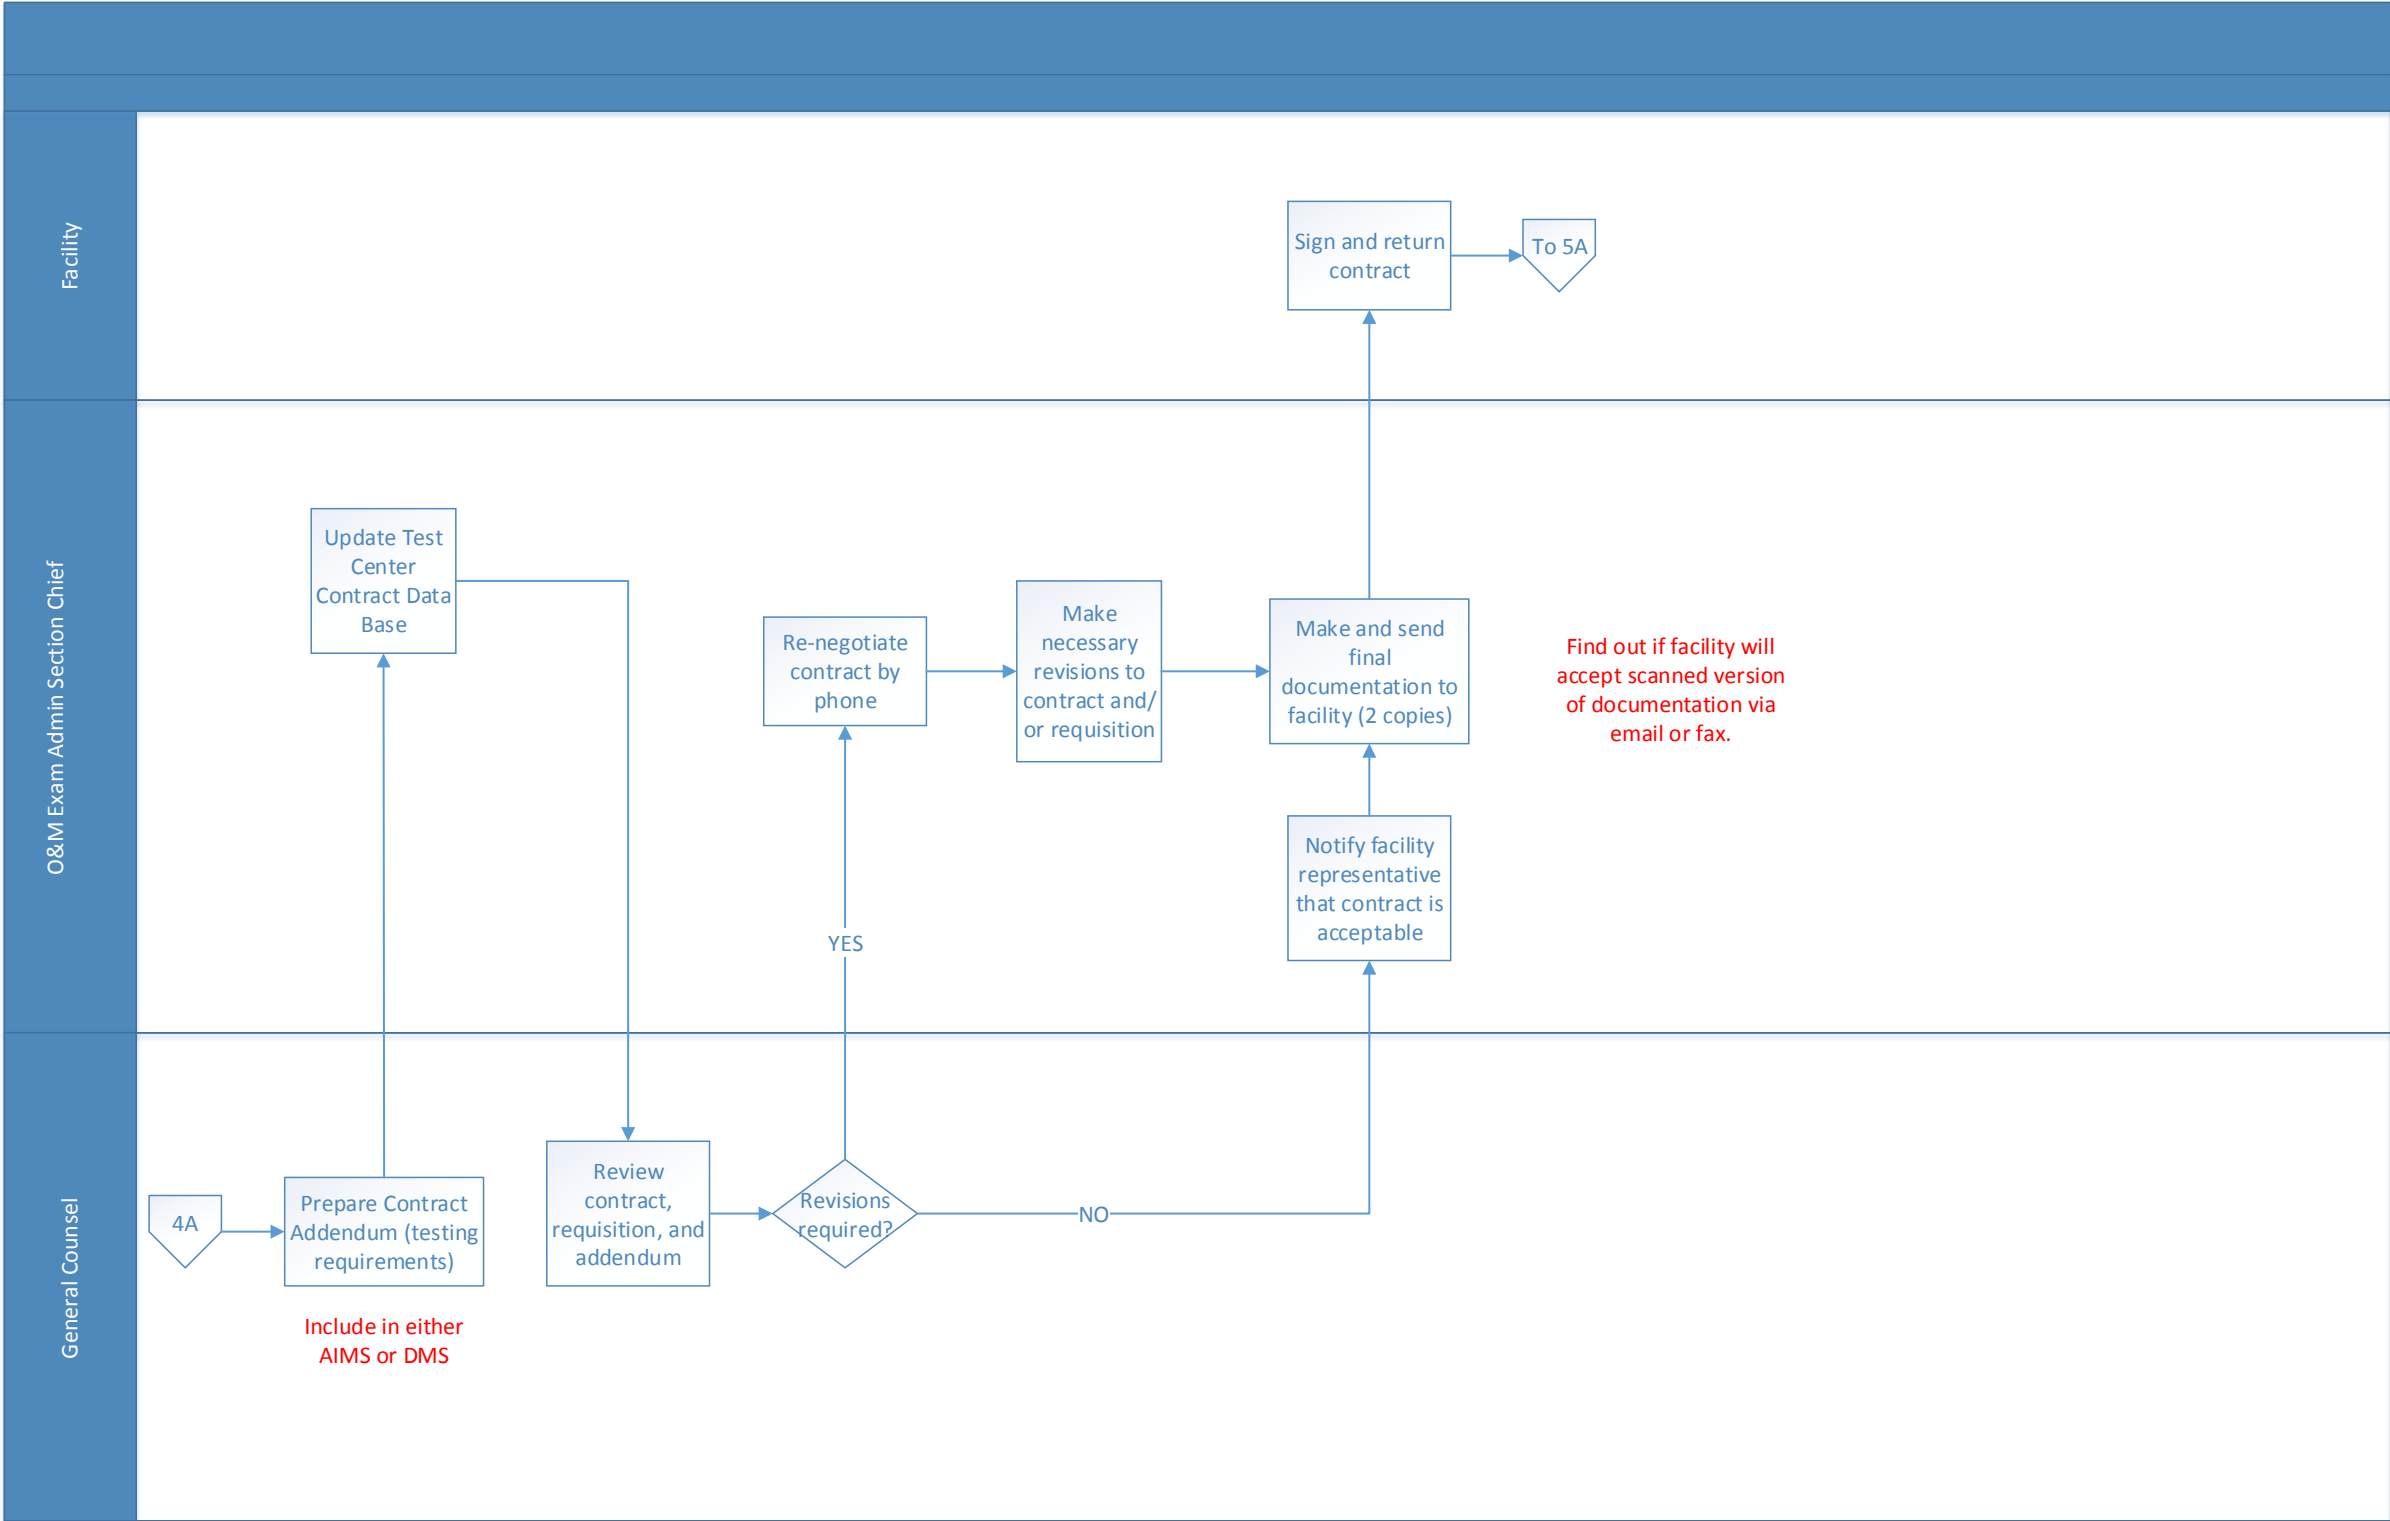 Facility
Sign and return
contract
To 5A
O&M Exam Admin Section Chief
Update Test
Center
Contract Data
Base
Re-negotiate
contract by
phone
Make
necessary
revisions to
contract and/
or requisition
Make and send
final
documentation to
facility (2 copies)
Find out if facility will
accept scanned version
of documentation via
email or fax.
Notify facility
representative
that contract is
acceptable
YES
General Counsel
4A
Prepare Contract
Addendum (testing
requirements)
Include in either
AIMS or DMS
Review
contract,
requisition, and
addendum
Revisions
required?
NO